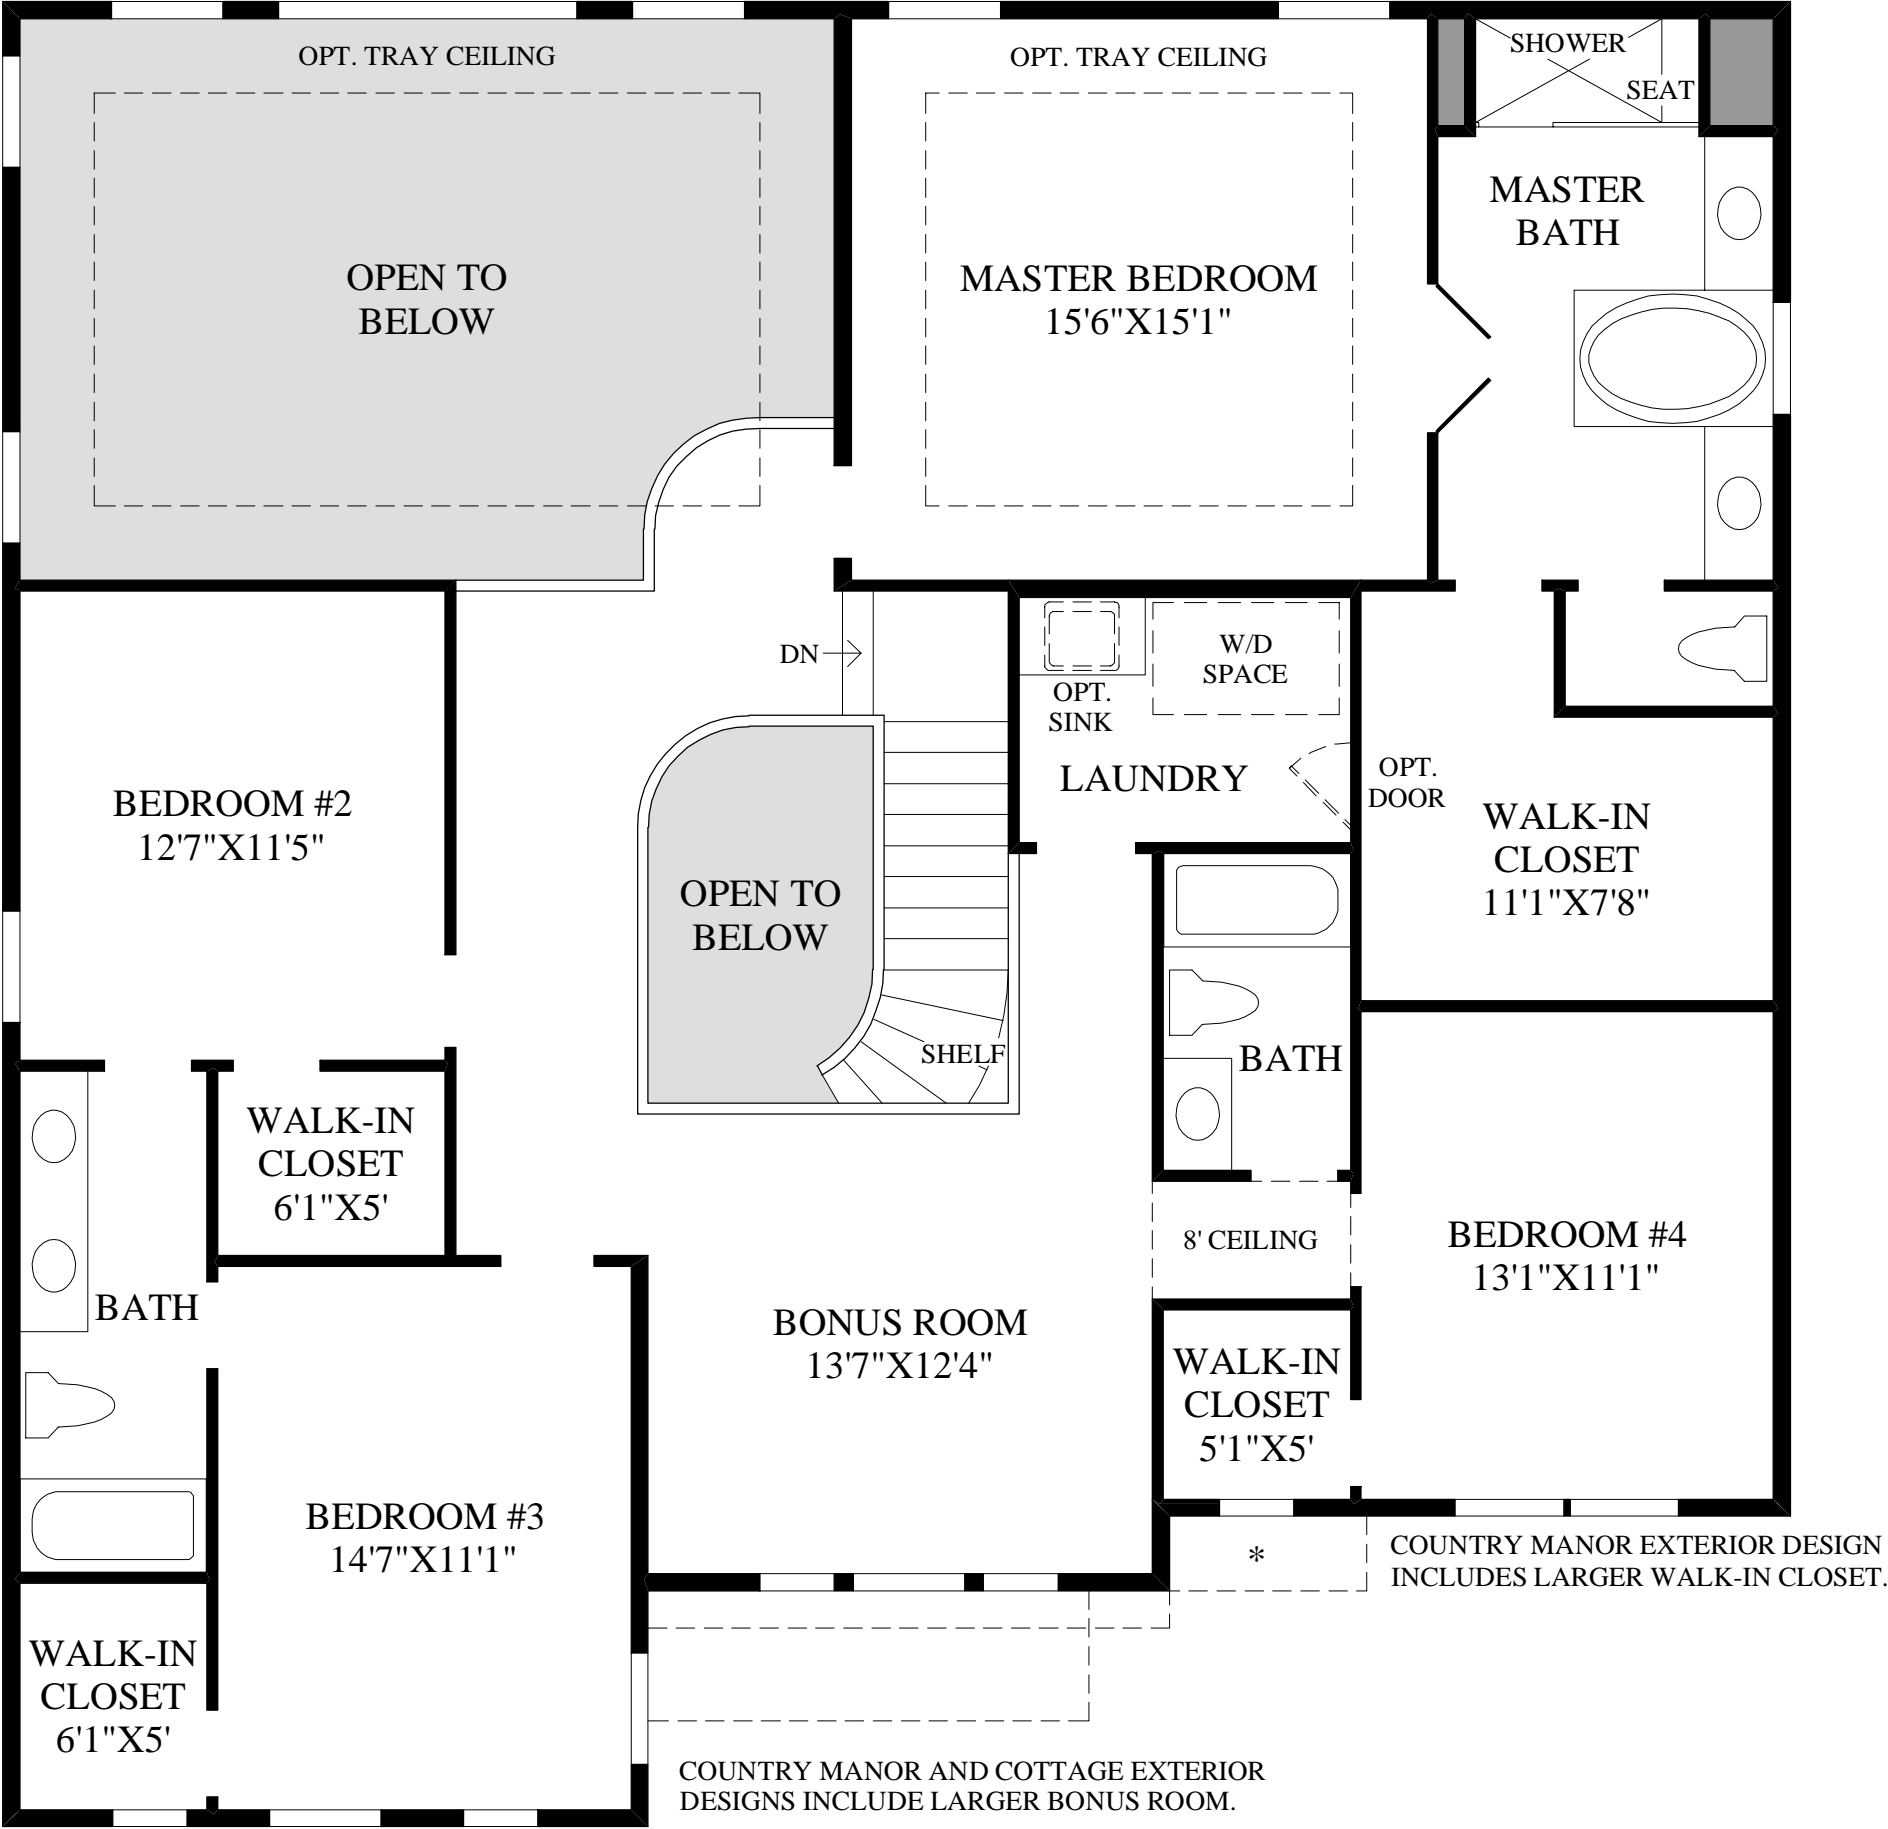 OPT. TRAY CEILING
OPT. TRAY CEILING
SHOWER
SEAT
MASTER
BATH
OPEN TO
BELOW
MASTER BEDROOM
15'6"X15'1"
DN
W/D
SPACE
OPT.
SINK
LAUNDRY
OPT.
DOOR
BEDROOM #2
12'7"X11'5"
WALK-IN
CLOSET
11'1"X7'8"
OPEN TO
BELOW
SHELF
BATH
WALK-IN
CLOSET
6'1"X5'
8' CEILING
BEDROOM #4
13'1"X11'1"
BATH
BONUS ROOM
13'7"X12'4"
WALK-IN
CLOSET
5'1"X5'
BEDROOM #3
14'7"X11'1"
*
COUNTRY MANOR EXTERIOR DESIGN
INCLUDES LARGER WALK-IN CLOSET.
WALK-IN
CLOSET
6'1"X5'
COUNTRY MANOR AND COTTAGE EXTERIOR
DESIGNS INCLUDE LARGER BONUS ROOM.